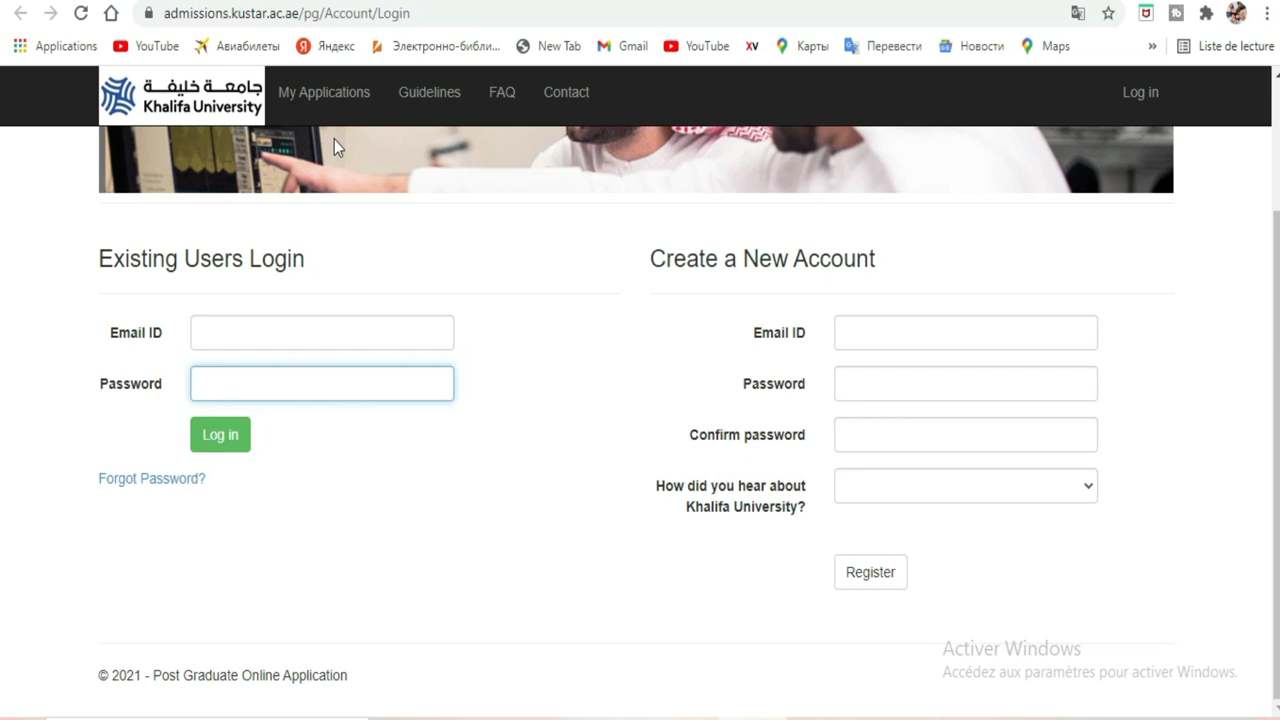 admissions.kustar.ac.ae/pg/Account/Login
Applications YouTube Авиабилеты Яндекс Электронно-библи... New Tab Gmail YouTube XV Карты Перевести Новости Maps » Liste de lecture
جامعة خليفة
Khalifa University My Applications Guidelines FAQ Contact Log in
Existing Users Login
Email ID
Password
Log in
Forgot Password?
Create a New Account
Email ID
Password
Confirm password
How did you hear about
Khalifa University?
Register
Activer Windows
Accédez aux paramètres pour activer Windows.
© 2021 - Post Graduate Online Application